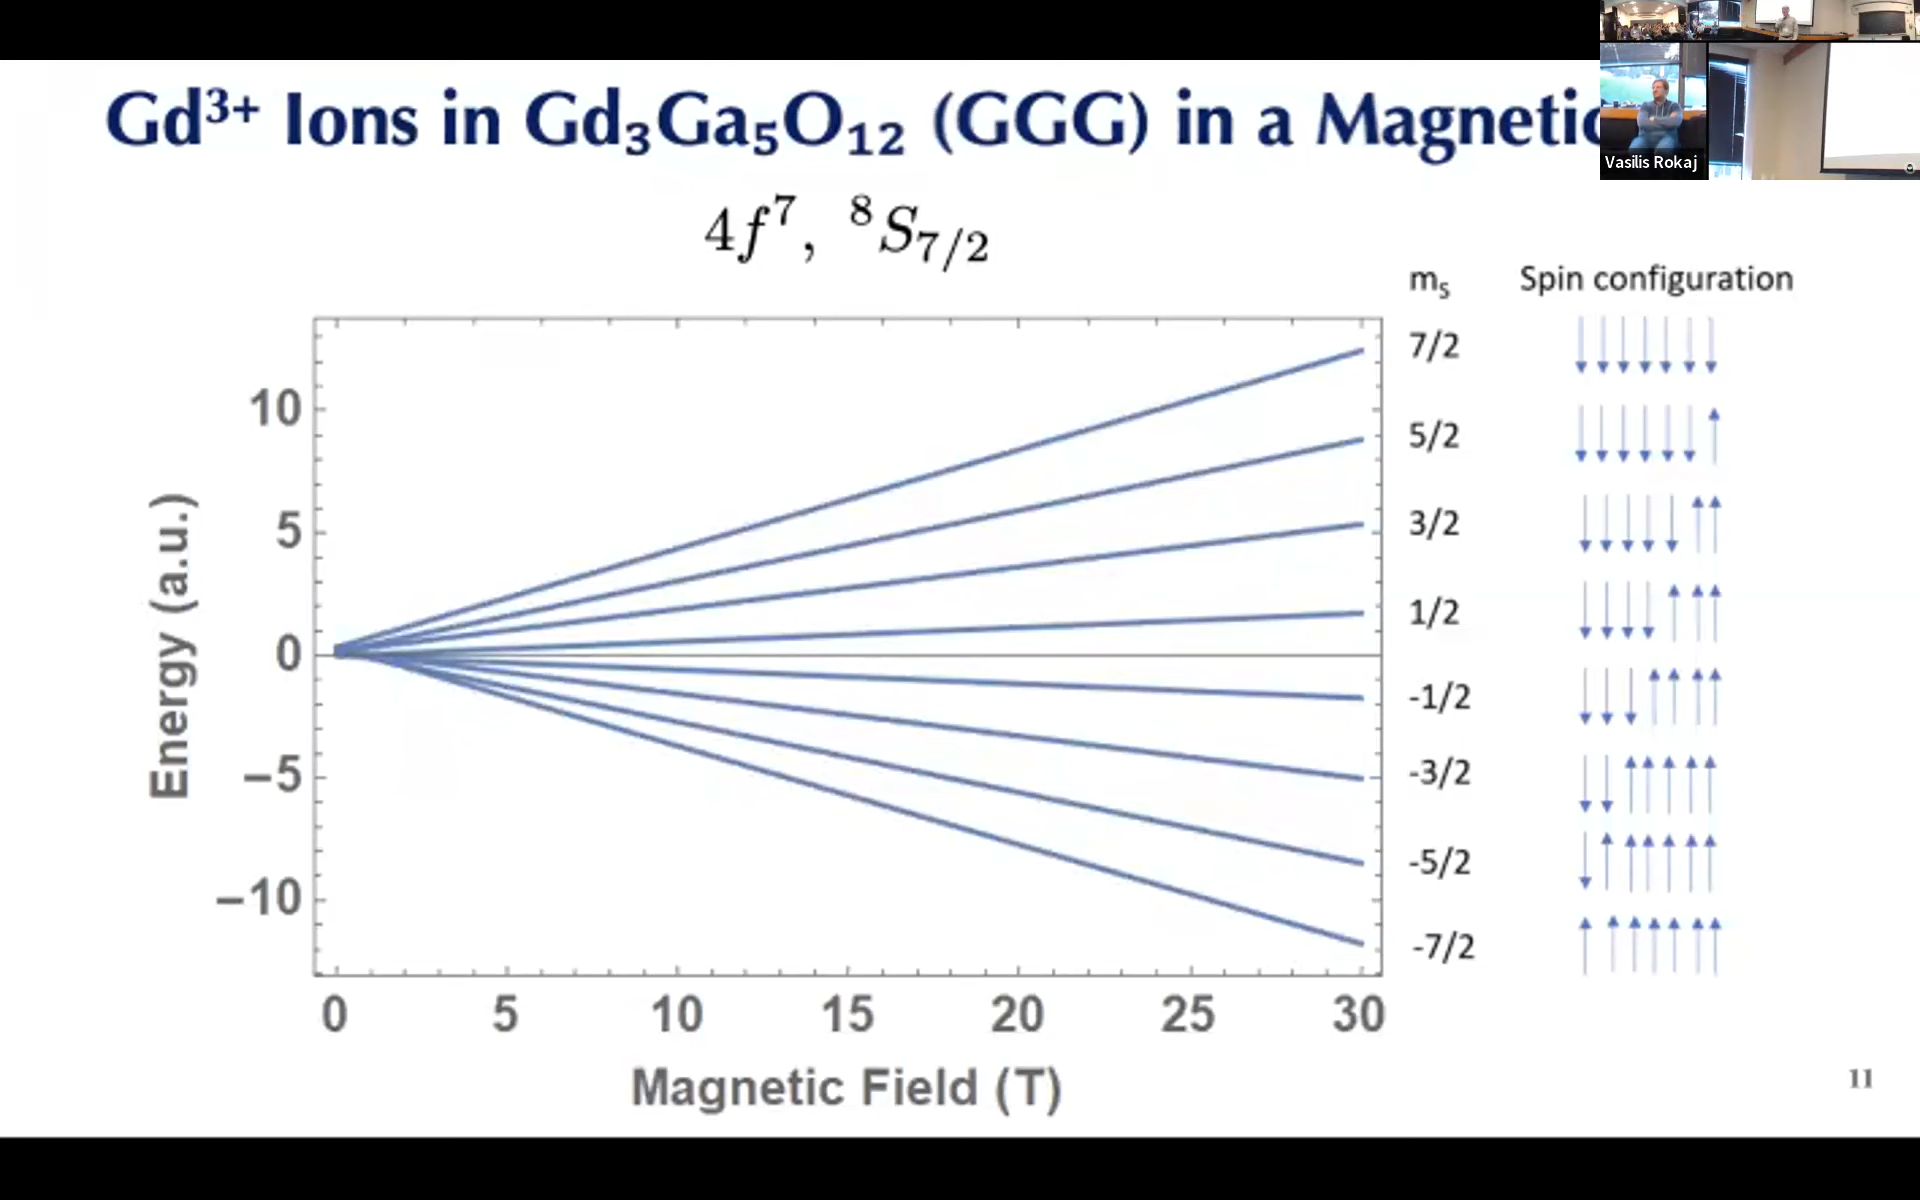 Gd³⁺ Ions in Gd₃Ga₅O₁₂ (GGG) in a Magnetic
Vasilis Rokaj
4f⁷, ⁸S₇/₂
mₛ Spin configuration
7/2
5/2
3/2
1/2
-1/2
-3/2
-5/2
-7/2
Energy (a.u.)
10
5
0
−5
−10
0 5 10 15 20 25 30
Magnetic Field (T)
11